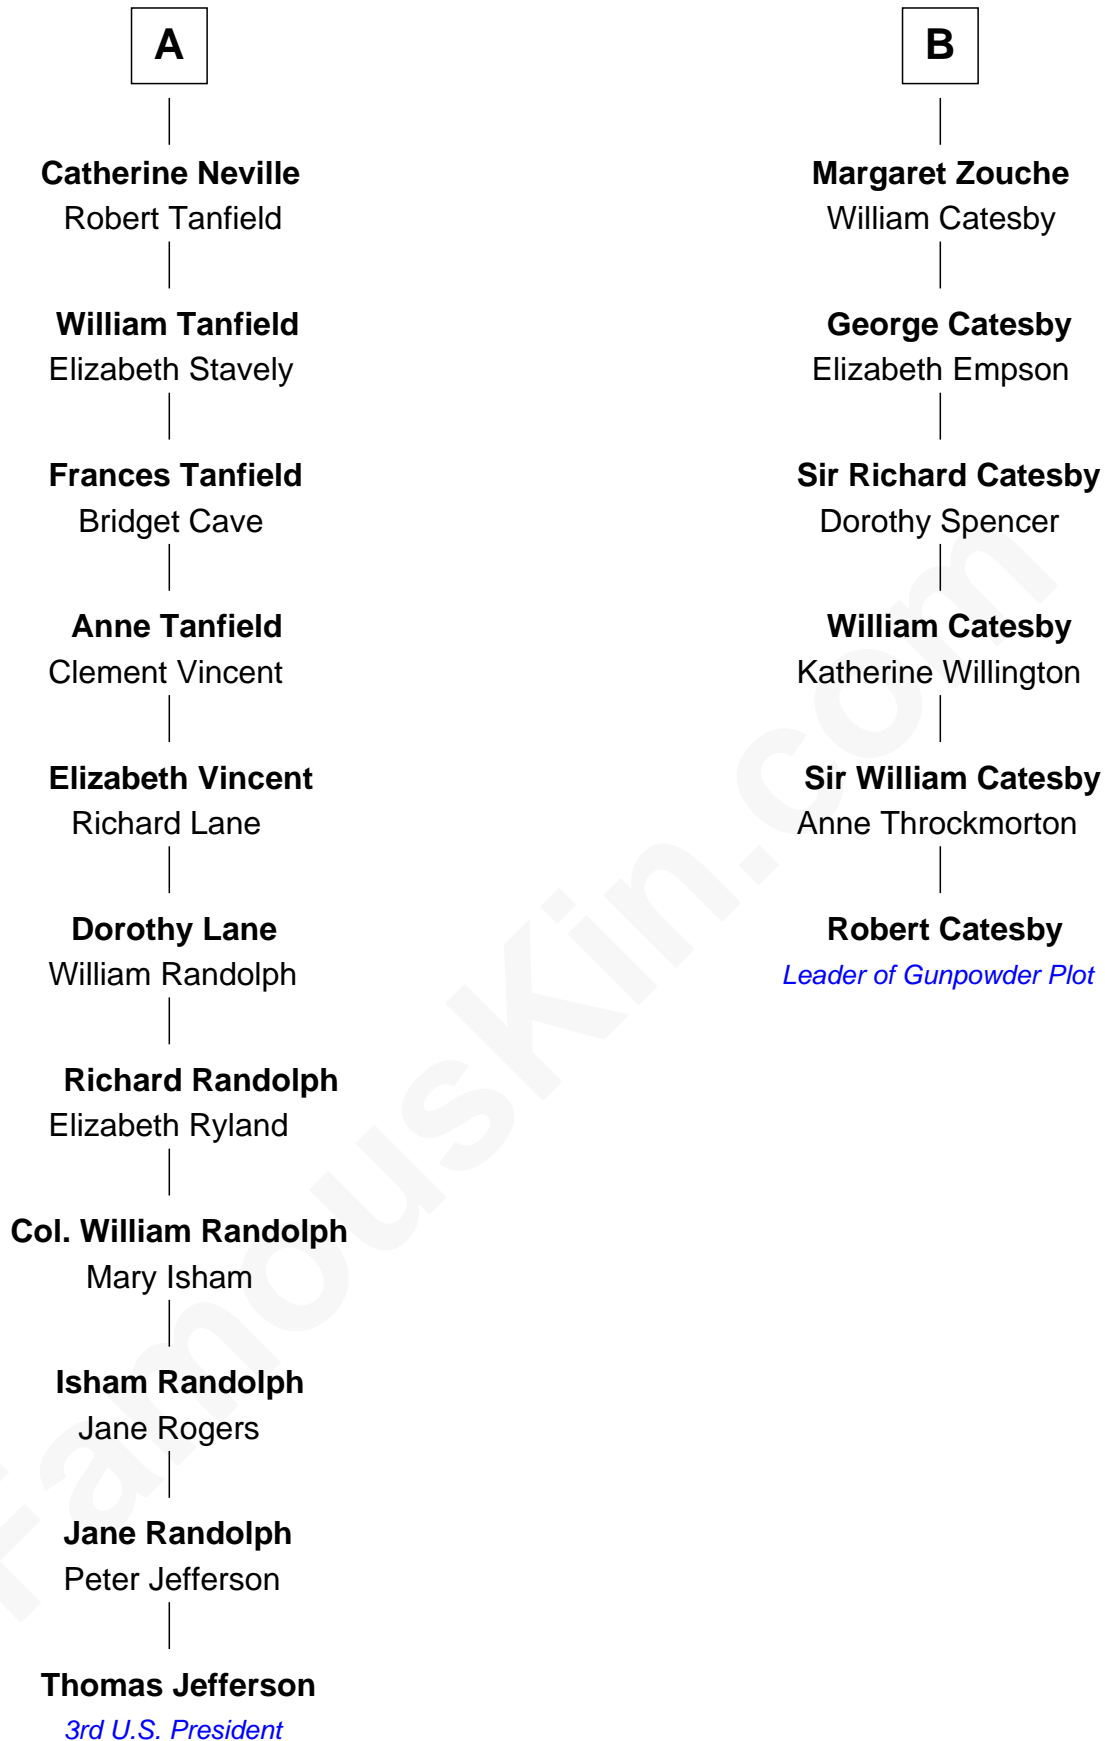 A
Catherine Neville
Robert Tanfield
William Tanfield
Elizabeth Stavely
Frances Tanfield
Bridget Cave
Anne Tanfield
Clement Vincent
Elizabeth Vincent
Richard Lane
Dorothy Lane
William Randolph
Richard Randolph
Elizabeth Ryland
Col. William Randolph
Mary Isham
Isham Randolph
Jane Rogers
Jane Randolph
Peter Jefferson
Thomas Jefferson
3rd U.S. President
B
Margaret Zouche
William Catesby
George Catesby
Elizabeth Empson
Sir Richard Catesby
Dorothy Spencer
William Catesby
Katherine Willington
Sir William Catesby
Anne Throckmorton
Robert Catesby
Leader of Gunpowder Plot
FamousKin.com